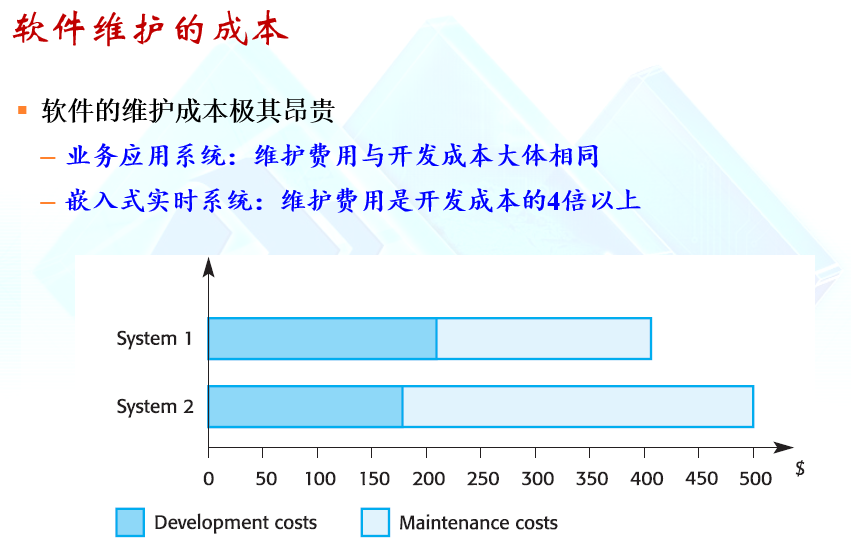 软件维护的成本
▪ 软件的维护成本极其昂贵
– 业务应用系统：维护费用与开发成本大体相同
– 嵌入式实时系统：维护费用是开发成本的4倍以上
System 1
System 2
0 50 100 150 200 250 300 350 400 450 500 $
Development costs Maintenance costs